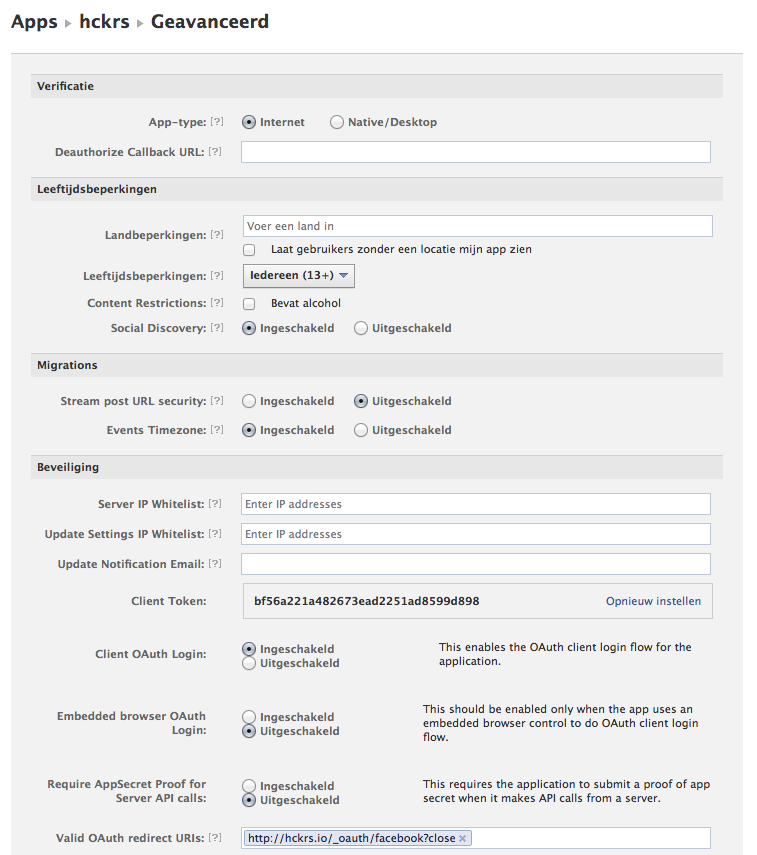 Apps ▸ hckrs ▸ Geavanceerd
Verificatie
App-type: [?] Internet Native/Desktop
Deauthorize Callback URL: [?]
Leeftijdsbeperkingen
Landbeperkingen: [?] Voer een land in
Laat gebruikers zonder een locatie mijn app zien
Leeftijdsbeperkingen: [?] Iedereen (13+)
Content Restrictions: [?] Bevat alcohol
Social Discovery: [?] Ingeschakeld Uitgeschakeld
Migrations
Stream post URL security: [?] Ingeschakeld Uitgeschakeld
Events Timezone: [?] Ingeschakeld Uitgeschakeld
Beveiliging
Server IP Whitelist: [?] Enter IP addresses
Update Settings IP Whitelist: [?] Enter IP addresses
Update Notification Email: [?]
Client Token: bf56a221a482673ead2251ad8599d898 Opnieuw instellen
Client OAuth Login:
Ingeschakeld
Uitgeschakeld
This enables the OAuth client login flow for the
application.
Embedded browser OAuth
Login:
Ingeschakeld
Uitgeschakeld
This should be enabled only when the app uses an
embedded browser control to do OAuth client login
flow.
Require AppSecret Proof for
Server API calls:
Ingeschakeld
Uitgeschakeld
This requires the application to submit a proof of app
secret when it makes API calls from a server.
Valid OAuth redirect URIs: [?] http://hckrs.io/_oauth/facebook?close ×